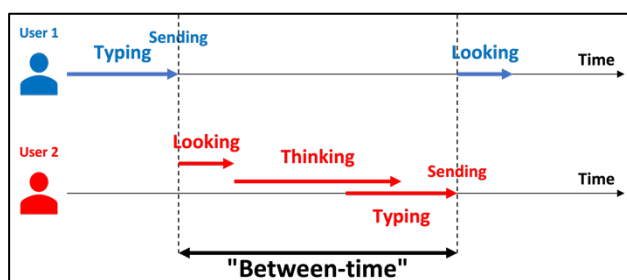 User 1
Sending
Typing
Looking
Time
User 2
Looking
Thinking
Sending
Time
Typing
"Between-time"